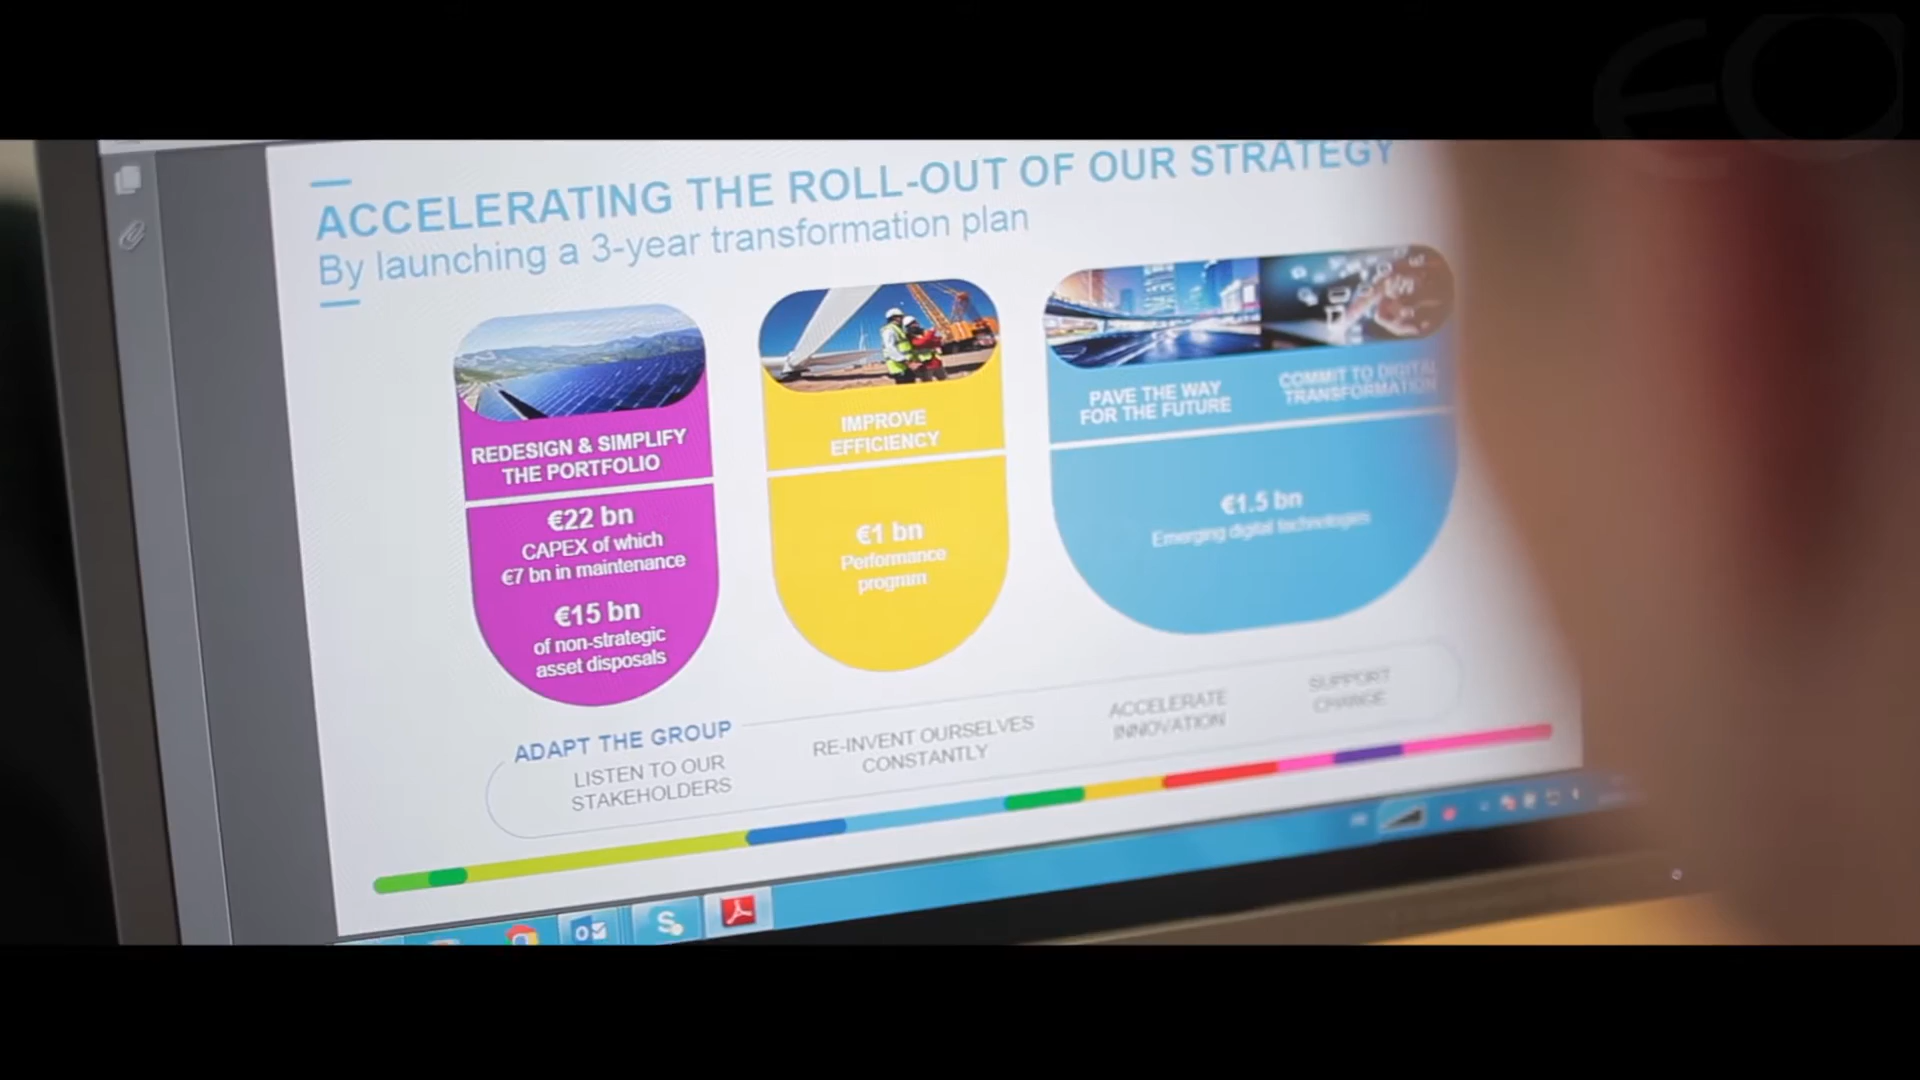 ACCELERATING THE ROLL-OUT OF OUR STRATEGY
By launching a 3-year transformation plan
REDESIGN & SIMPLIFY
THE PORTFOLIO
€22 bn
CAPEX of which
€7 bn in maintenance
€15 bn
of non-strategic
asset disposals
IMPROVE
EFFICIENCY
€1 bn
Performance
program
PAVE THE WAY
FOR THE FUTURE
COMMIT TO DIGITAL
TRANSFORMATION
€1.5 bn
Emerging digital technologies
ADAPT THE GROUP
LISTEN TO OUR
STAKEHOLDERS
RE-INVENT OURSELVES
CONSTANTLY
ACCELERATE
INNOVATION
SUPPORT
CHANGE